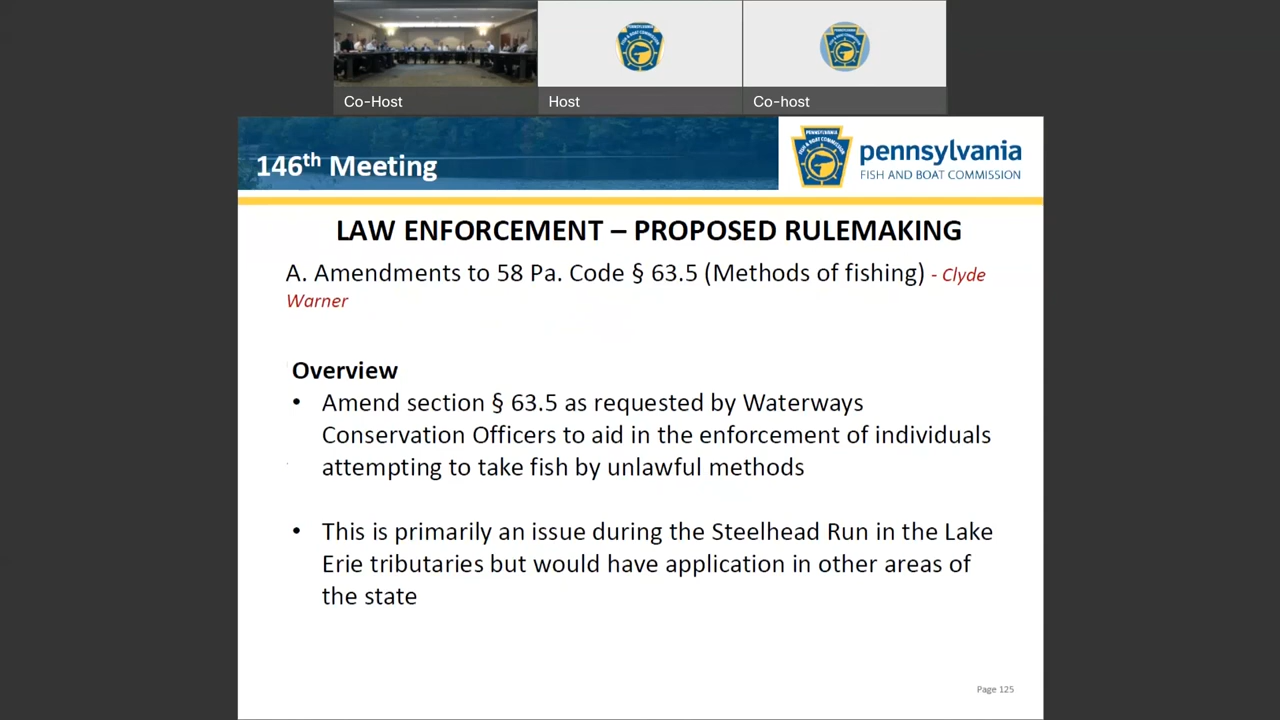 Co-Host
Host
Co-host
146th Meeting
pennsylvania
FISH AND BOAT COMMISSION
LAW ENFORCEMENT – PROPOSED RULEMAKING
A. Amendments to 58 Pa. Code § 63.5 (Methods of fishing) - Clyde
Warner
Overview
• Amend section § 63.5 as requested by Waterways
Conservation Officers to aid in the enforcement of individuals
attempting to take fish by unlawful methods
• This is primarily an issue during the Steelhead Run in the Lake
Erie tributaries but would have application in other areas of
the state
Page 125